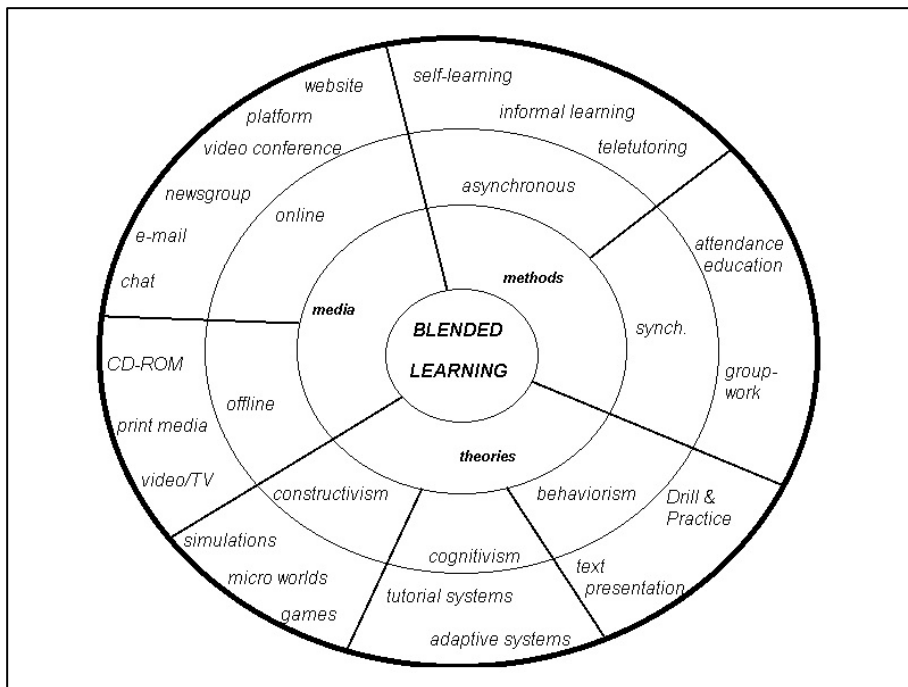 website
platform
video conference
newsgroup
e-mail
chat
online
self-learning
informal learning
teletutoring
asynchronous
attendance
education
methods
media
BLENDED
LEARNING
synch.
group-
work
CD-ROM
print media
video/TV
offline
theories
constructivism
simulations
micro worlds
games
cognitivism
tutorial systems
adaptive systems
behaviorism
Drill &
Practice
text
presentation